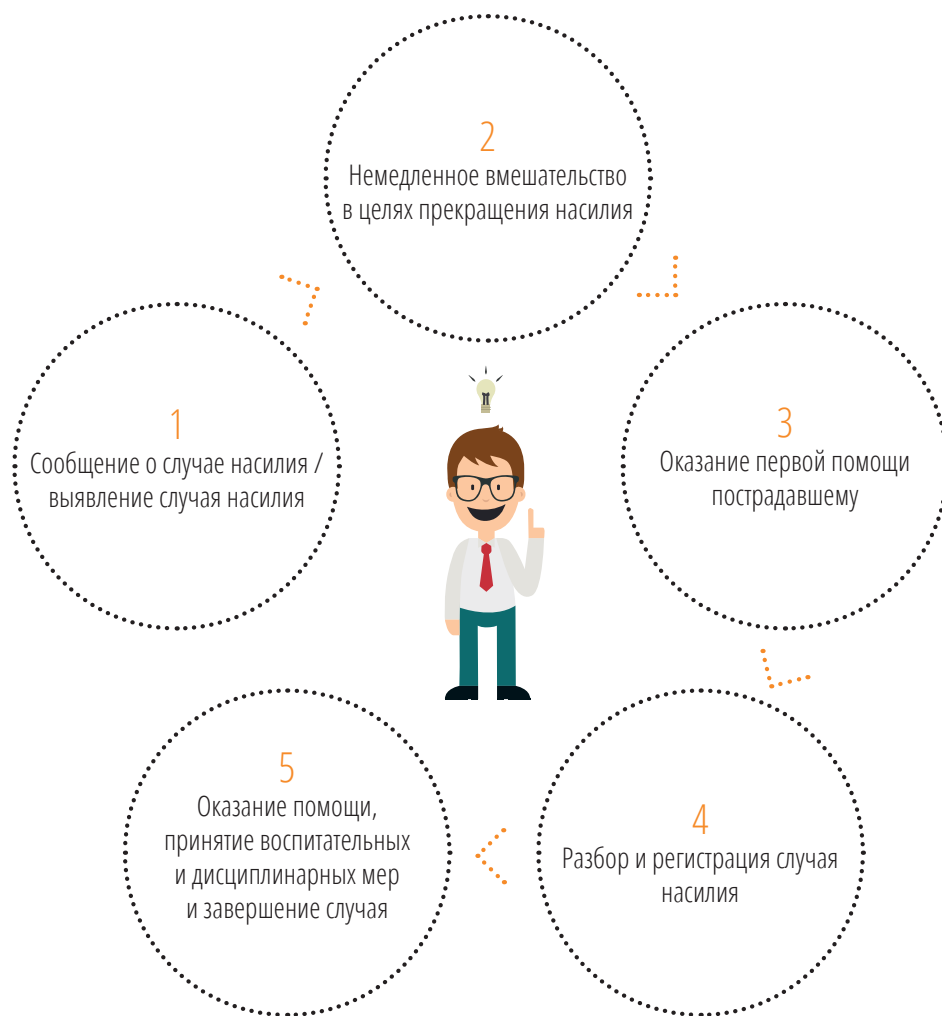 1
Сообщение о случае насилия /
выявление случая насилия
2
Немедленное вмешательство
в целях прекращения насилия
3
Оказание первой помощи
пострадавшему
4
Разбор и регистрация случая
насилия
5
Оказание помощи,
принятие воспитательных
и дисциплинарных мер
и завершение случая